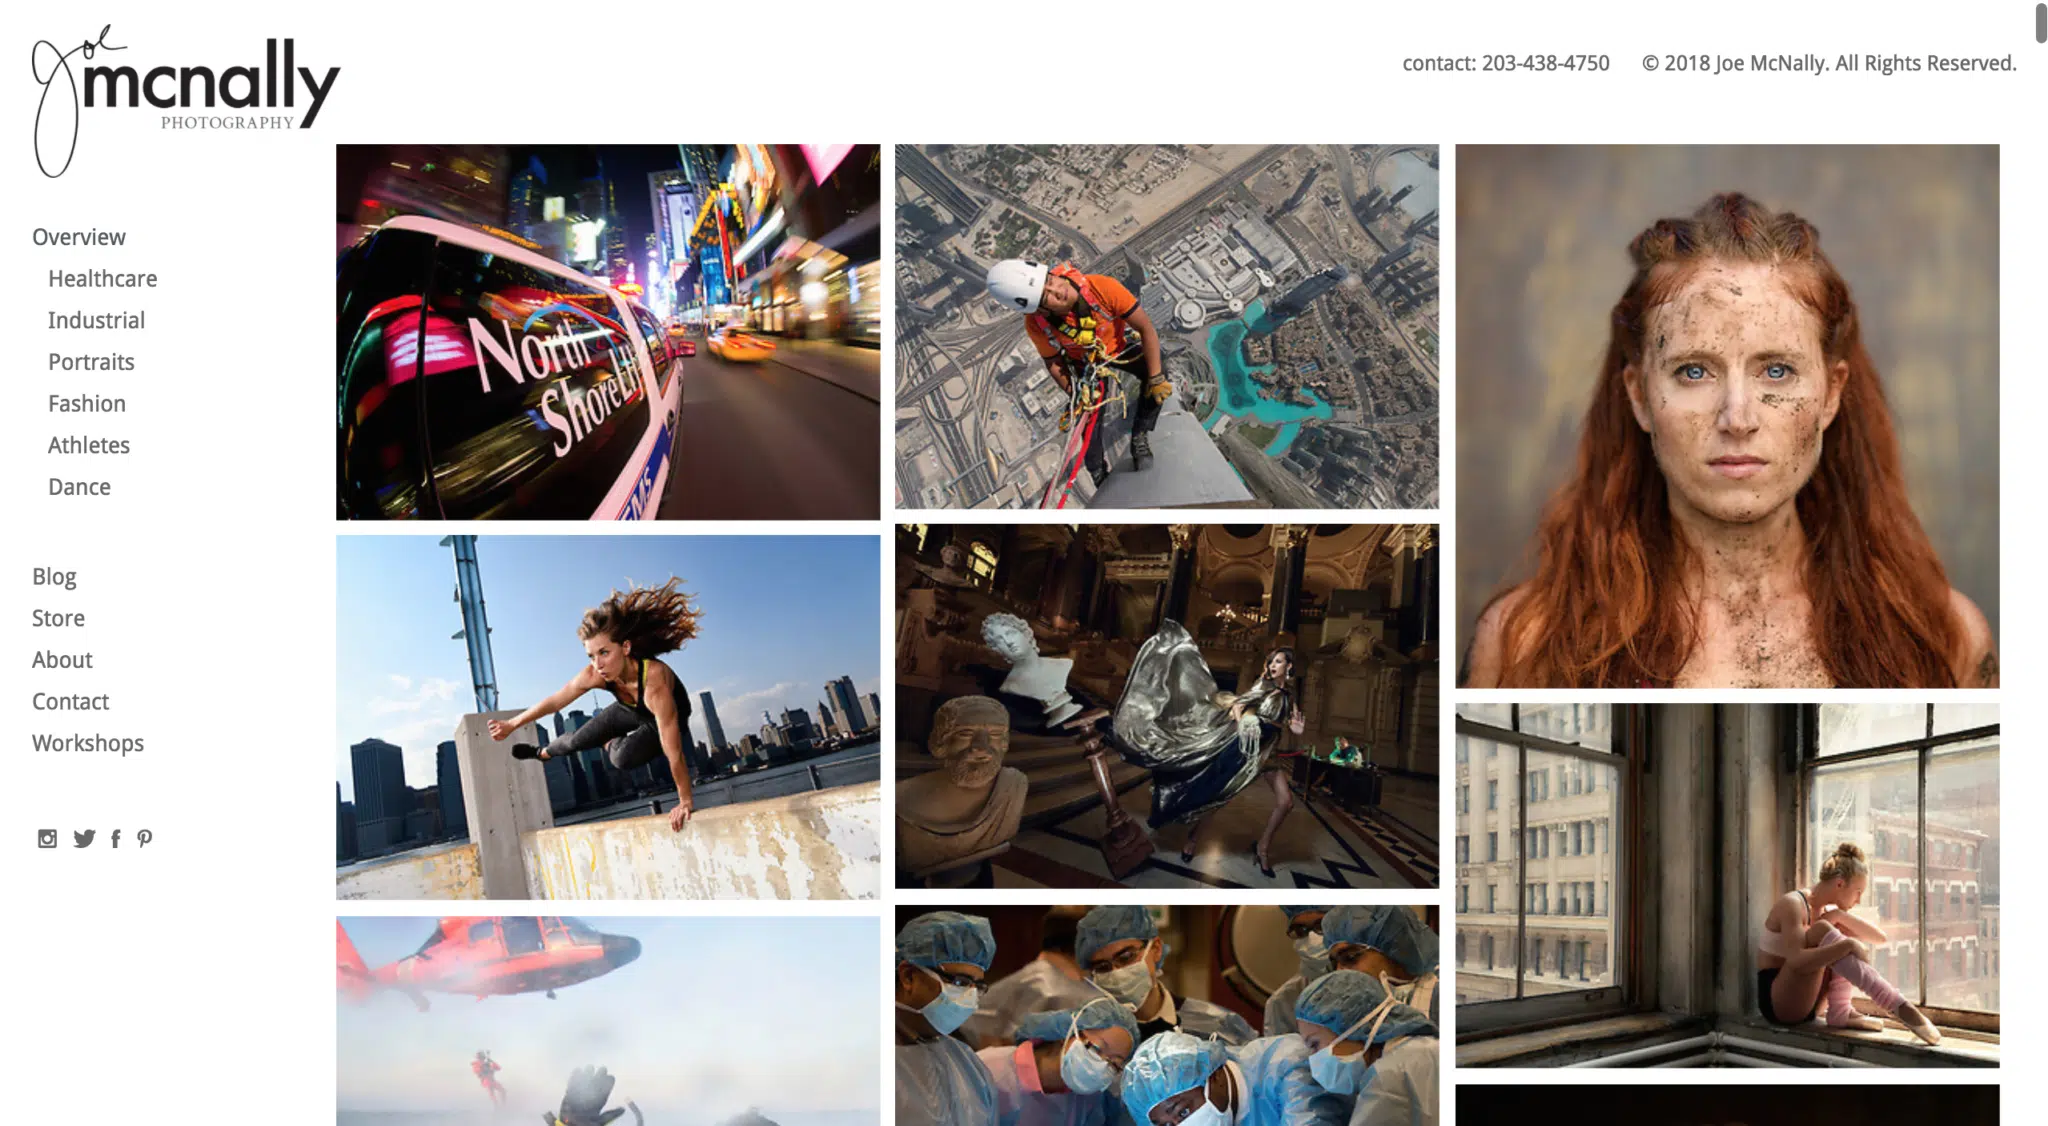 Joe
mcnally
PHOTOGRAPHY
contact: 203-438-4750
© 2018 Joe McNally. All Rights Reserved.
Overview
Healthcare
Industrial
Portraits
Fashion
Athletes
Dance
Blog
Store
About
Contact
Workshops
North
Shore
EMS